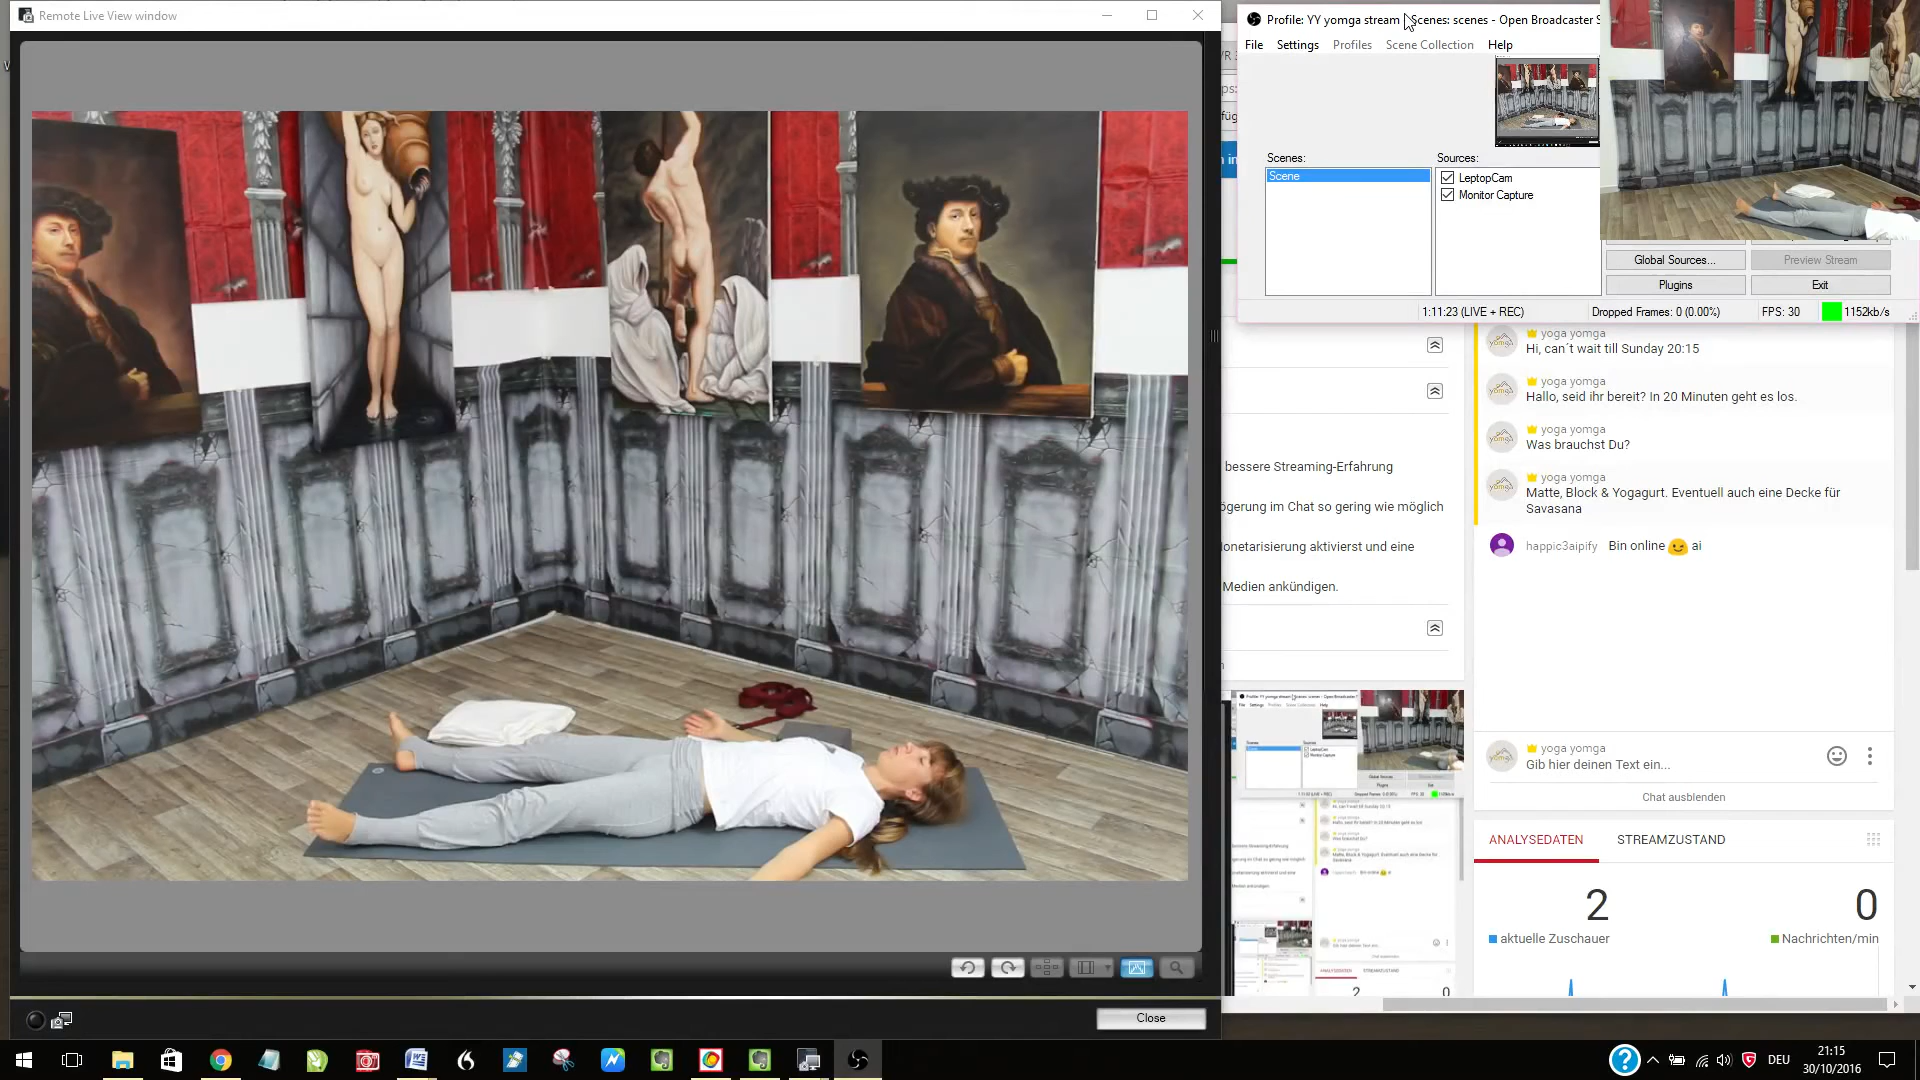 Remote Live View window
Profile: YY yomga stream
Scenes: scenes - Open Broadcaster S
File Settings Profiles Scene Collection Help
Scenes:
Scene
Sources:
LeptopCam
Monitor Capture
Global Sources...
Preview Stream
Plugins
Exit
1:11:23 (LIVE + REC)
Dropped Frames: 0 (0.00%)
FPS: 30
1152kb/s
yoga yomga
Hi, can´t wait till Sunday 20:15
yoga yomga
Hallo, seid ihr bereit? In 20 Minuten geht es los.
yoga yomga
Was brauchst Du?
yoga yomga
Matte, Block & Yogagurt. Eventuell auch eine Decke für
Savasana
happic3aipify Bin online ai
bessere Streaming-Erfahrung
ögerung im Chat so gering wie möglich
onetarisierung aktivierst und eine
Medien ankündigen.
yoga yomga
Gib hier deinen Text ein...
Chat ausblenden
ANALYSEDATEN
STREAMZUSTAND
2
aktuelle Zuschauer
0
Nachrichten/min
Close
DEU
21:15
30/10/2016